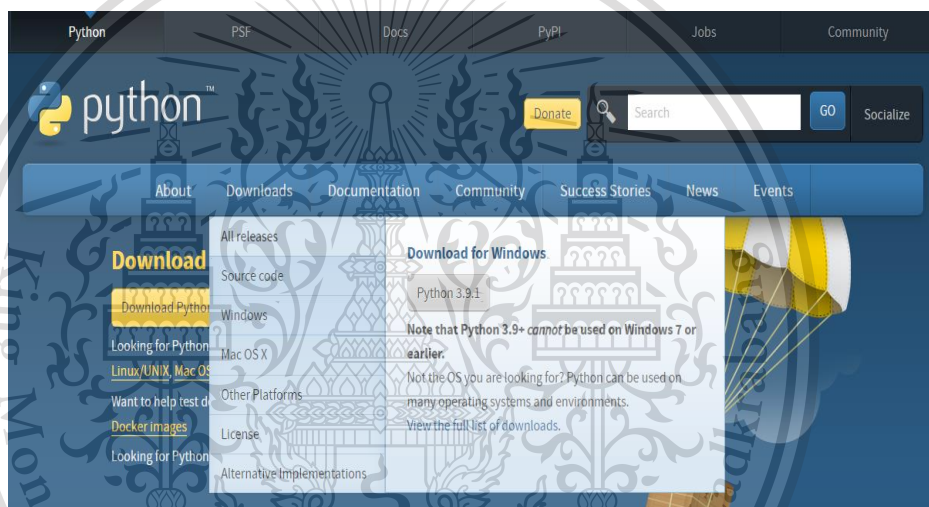 Python PSF Docs PyPI Jobs Community
python™
Donate Search GO Socialize
About Downloads Documentation Community Success Stories News Events
All releases
Source code
Windows
Mac OS X
Other Platforms
License
Alternative Implementations
Download for Windows
Python 3.9.1
Note that Python 3.9+ cannot be used on Windows 7 or
earlier.
Not the OS you are looking for? Python can be used on
many operating systems and environments.
View the full list of downloads.
Download
Download Python
Looking for Python
Linux/UNIX, Mac OS
Want to help test d
Docker images
Looking for Python
King Mon